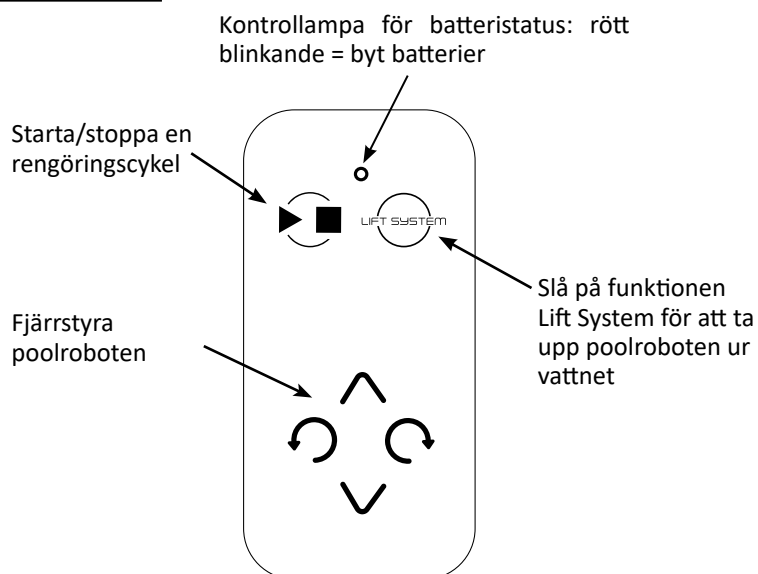 Kontrollampa för batteristatus: rött
blinkande = byt batterier
Starta/stoppa en
rengöringscykel
LIFT SYSTEM
Slå på funktionen
Lift System för att ta
upp poolroboten ur
vattnet
Fjärrstyra
poolroboten